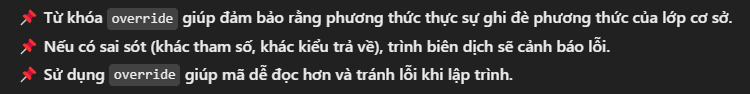 📌 Từ khóa override giúp đảm bảo rằng phương thức thực sự ghi đè phương thức của lớp cơ sở.
📌 Nếu có sai sót (khác tham số, khác kiểu trả về), trình biên dịch sẽ cảnh báo lỗi.
📌 Sử dụng override giúp mã dễ đọc hơn và tránh lỗi khi lập trình.